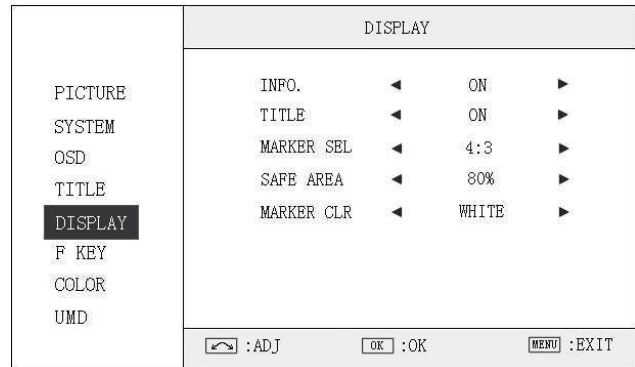 DISPLAY
PICTURE
SYSTEM
OSD
TITLE
DISPLAY
F KEY
COLOR
UMD
INFO. ◄ ON ►
TITLE ◄ ON ►
MARKER SEL ◄ 4:3 ►
SAFE AREA ◄ 80% ►
MARKER CLR ◄ WHITE ►
:ADJ OK :OK MENU :EXIT